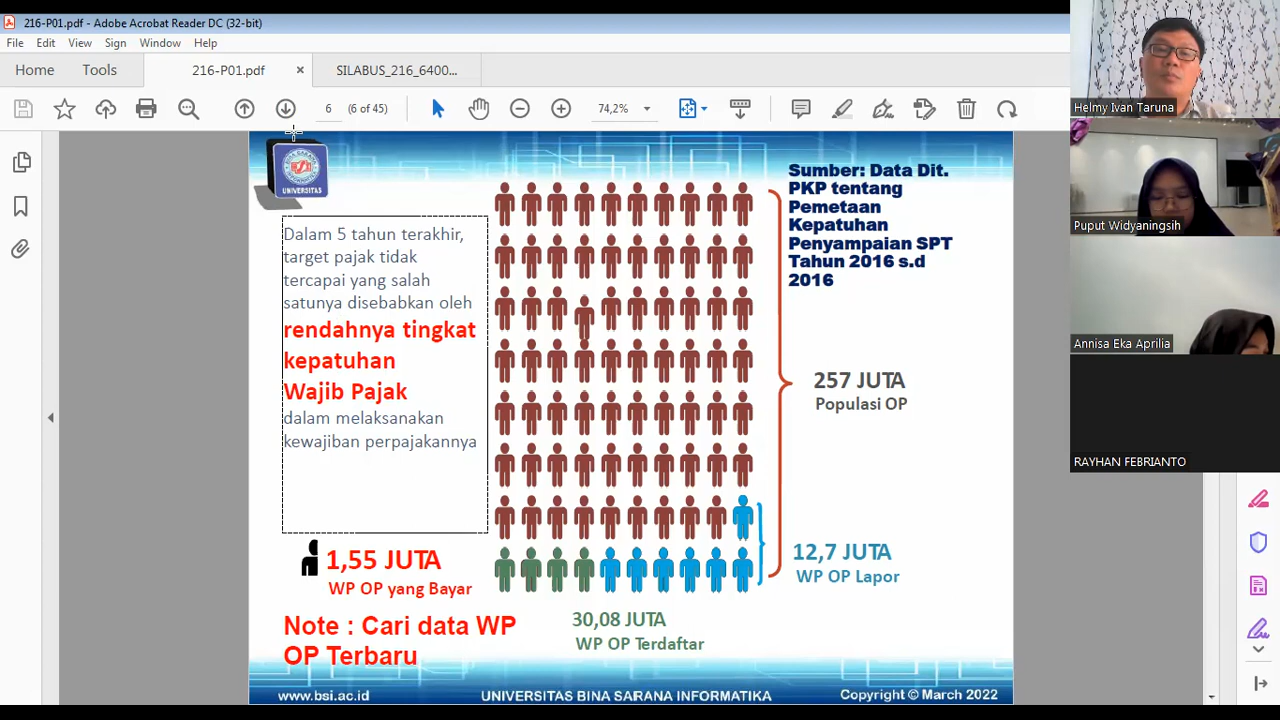 216-P01.pdf - Adobe Acrobat Reader DC (32-bit)
File Edit View Sign Window Help
Home Tools 216-P01.pdf × SILABUS_216_6400...
6 (6 of 45) 74,2%
UNIVERSITAS
Dalam 5 tahun terakhir,
target pajak tidak
tercapai yang salah
satunya disebabkan oleh
rendahnya tingkat
kepatuhan
Wajib Pajak
dalam melaksanakan
kewajiban perpajakannya
1,55 JUTA
WP OP yang Bayar
Note : Cari data WP
OP Terbaru
30,08 JUTA
WP OP Terdaftar
Sumber: Data Dit.
PKP tentang
Pemetaan
Kepatuhan
Penyampaian SPT
Tahun 2016 s.d
2016
257 JUTA
Populasi OP
12,7 JUTA
WP OP Lapor
www.bsi.ac.id UNIVERSITAS BINA SARANA INFORMATIKA Copyright © March 2022
Helmy Ivan Taruna
Puput Widyaningsih
Annisa Eka Aprilia
RAYHAN FEBRIANTO